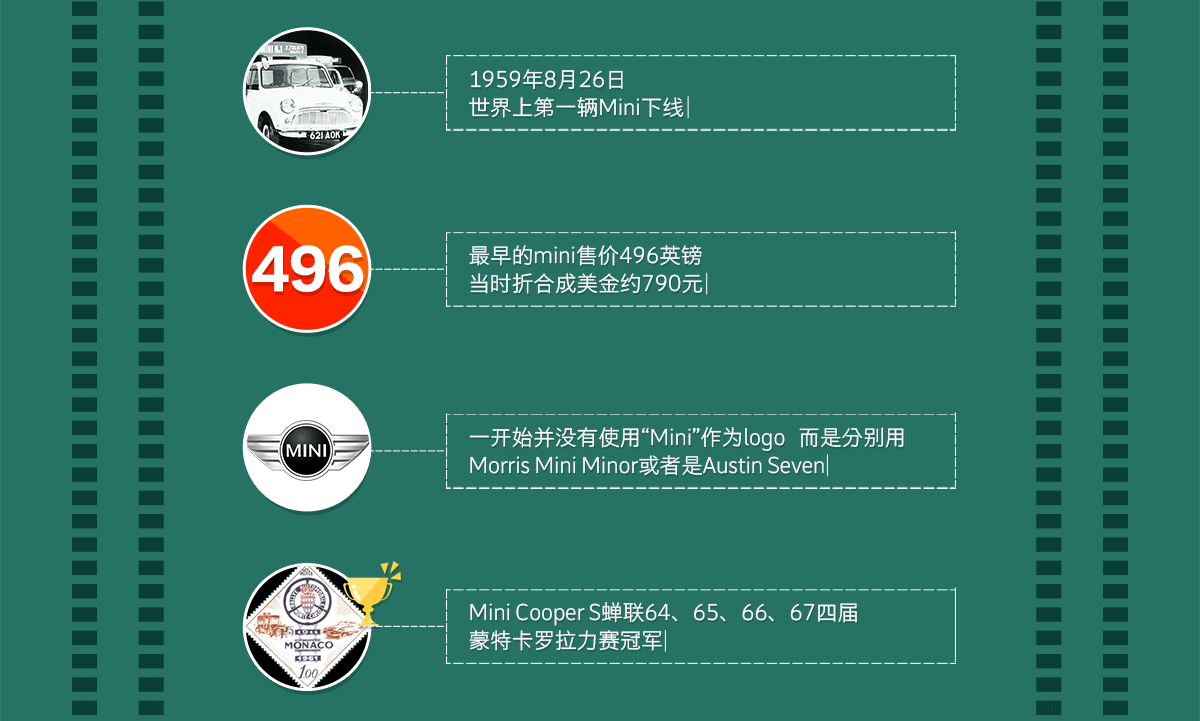 621 AOK
1959年8月26日
世界上第一辆Mini下线
496
最早的mini售价496英镑
当时折合成美金约790元
MINI
一开始并没有使用“Mini”作为logo 而是分别用
Morris Mini Minor或者是Austin Seven
1911
MONACO
1961
1.00
Mini Cooper S蝉联64、65、66、67四届
蒙特卡罗拉力赛冠军